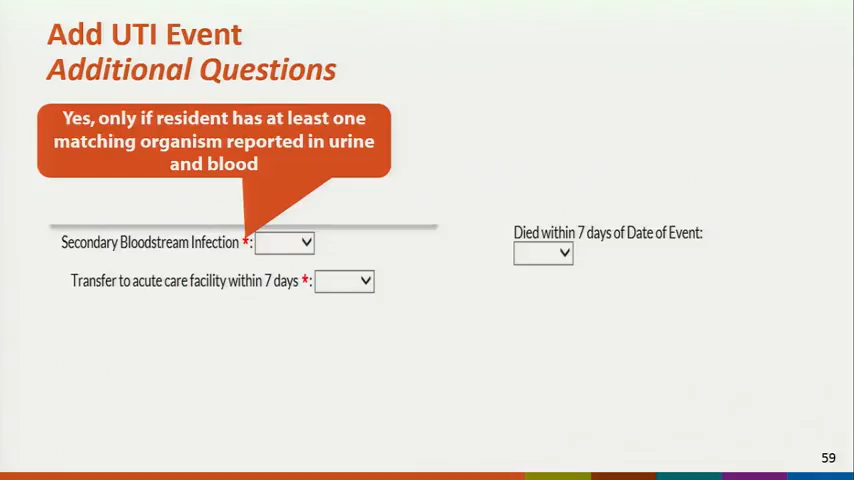 Add UTI Event
Additional Questions
Yes, only if resident has at least one
matching organism reported in urine
and blood
Secondary Bloodstream Infection *:
Died within 7 days of Date of Event:
Transfer to acute care facility within 7 days *:
59